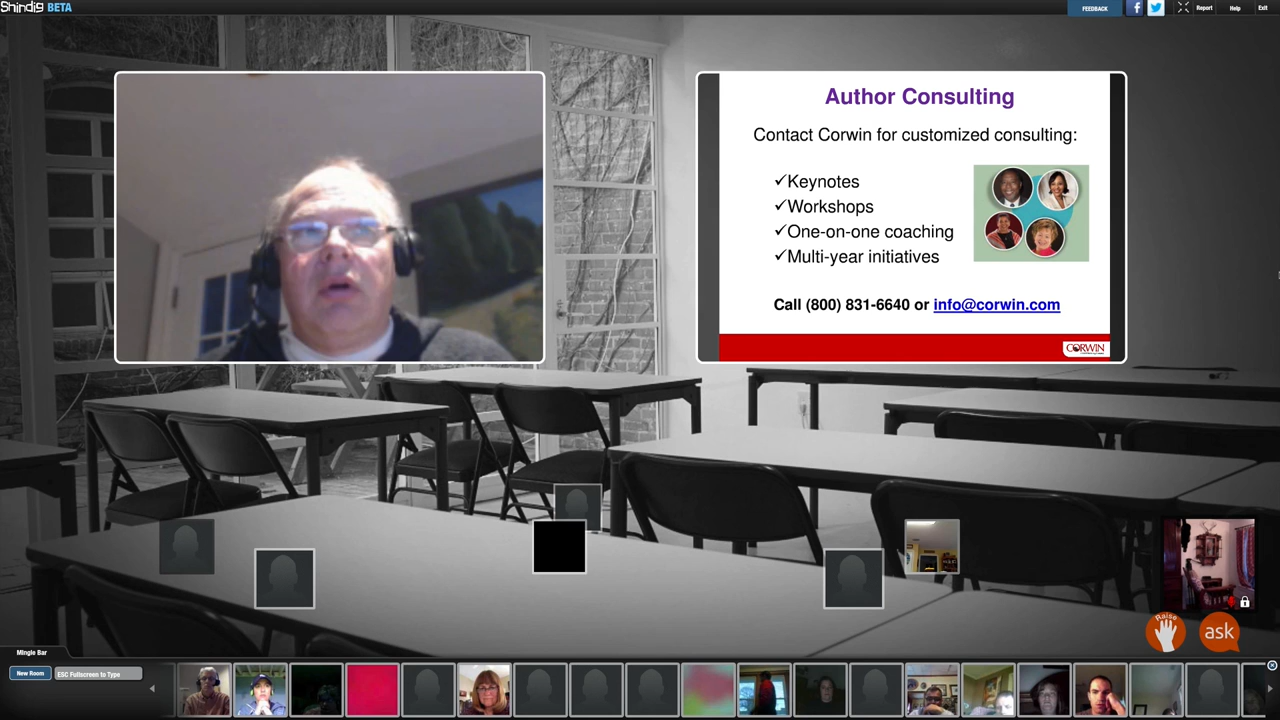 Shindig BETA
FEEDBACK
Report
Help
Exit
Author Consulting
Contact Corwin for customized consulting:
✓Keynotes
✓Workshops
✓One-on-one coaching
✓Multi-year initiatives
Call (800) 831-6640 or info@corwin.com
CORWIN
Raise
ask
Mingle Bar
New Room
ESC Fullscreen to Type